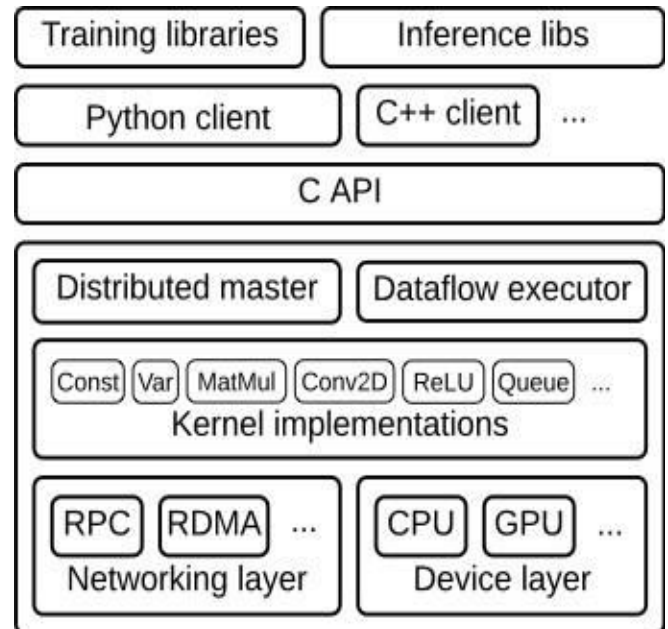 Training libraries Inference libs
Python client C++ client ...
C API
Distributed master Dataflow executor
Const Var MatMul Conv2D ReLU Queue ...
Kernel implementations
RPC RDMA ... CPU GPU ...
Networking layer Device layer